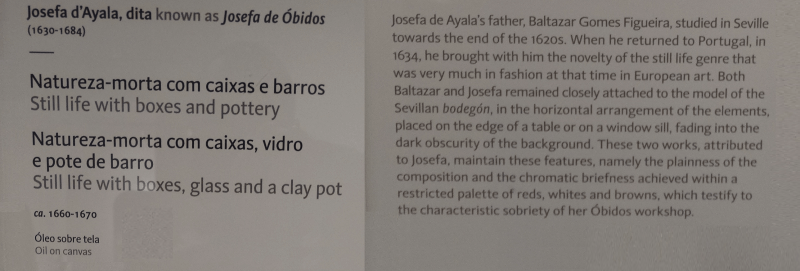 Josefa d'Ayala, dita known as Josefa de Óbidos
(1630-1684)
Natureza-morta com caixas e barros
Still life with boxes and pottery
Natureza-morta com caixas, vidro
e pote de barro
Still life with boxes, glass and a clay pot
ca. 1660-1670
Óleo sobre tela
Oil on canvas
Josefa de Ayala's father, Baltazar Gomes Figueira, studied in Seville
towards the end of the 1620s. When he returned to Portugal, in
1634, he brought with him the novelty of the still life genre that
was very much in fashion at that time in European art. Both
Baltazar and Josefa remained closely attached to the model of the
Sevillan bodegón, in the horizontal arrangement of the elements,
placed on the edge of a table or on a window sill, fading into the
dark obscurity of the background. These two works, attributed
to Josefa, maintain these features, namely the plainness of the
composition and the chromatic briefness achieved within a
restricted palette of reds, whites and browns, which testify to
the characteristic sobriety of her Óbidos workshop.